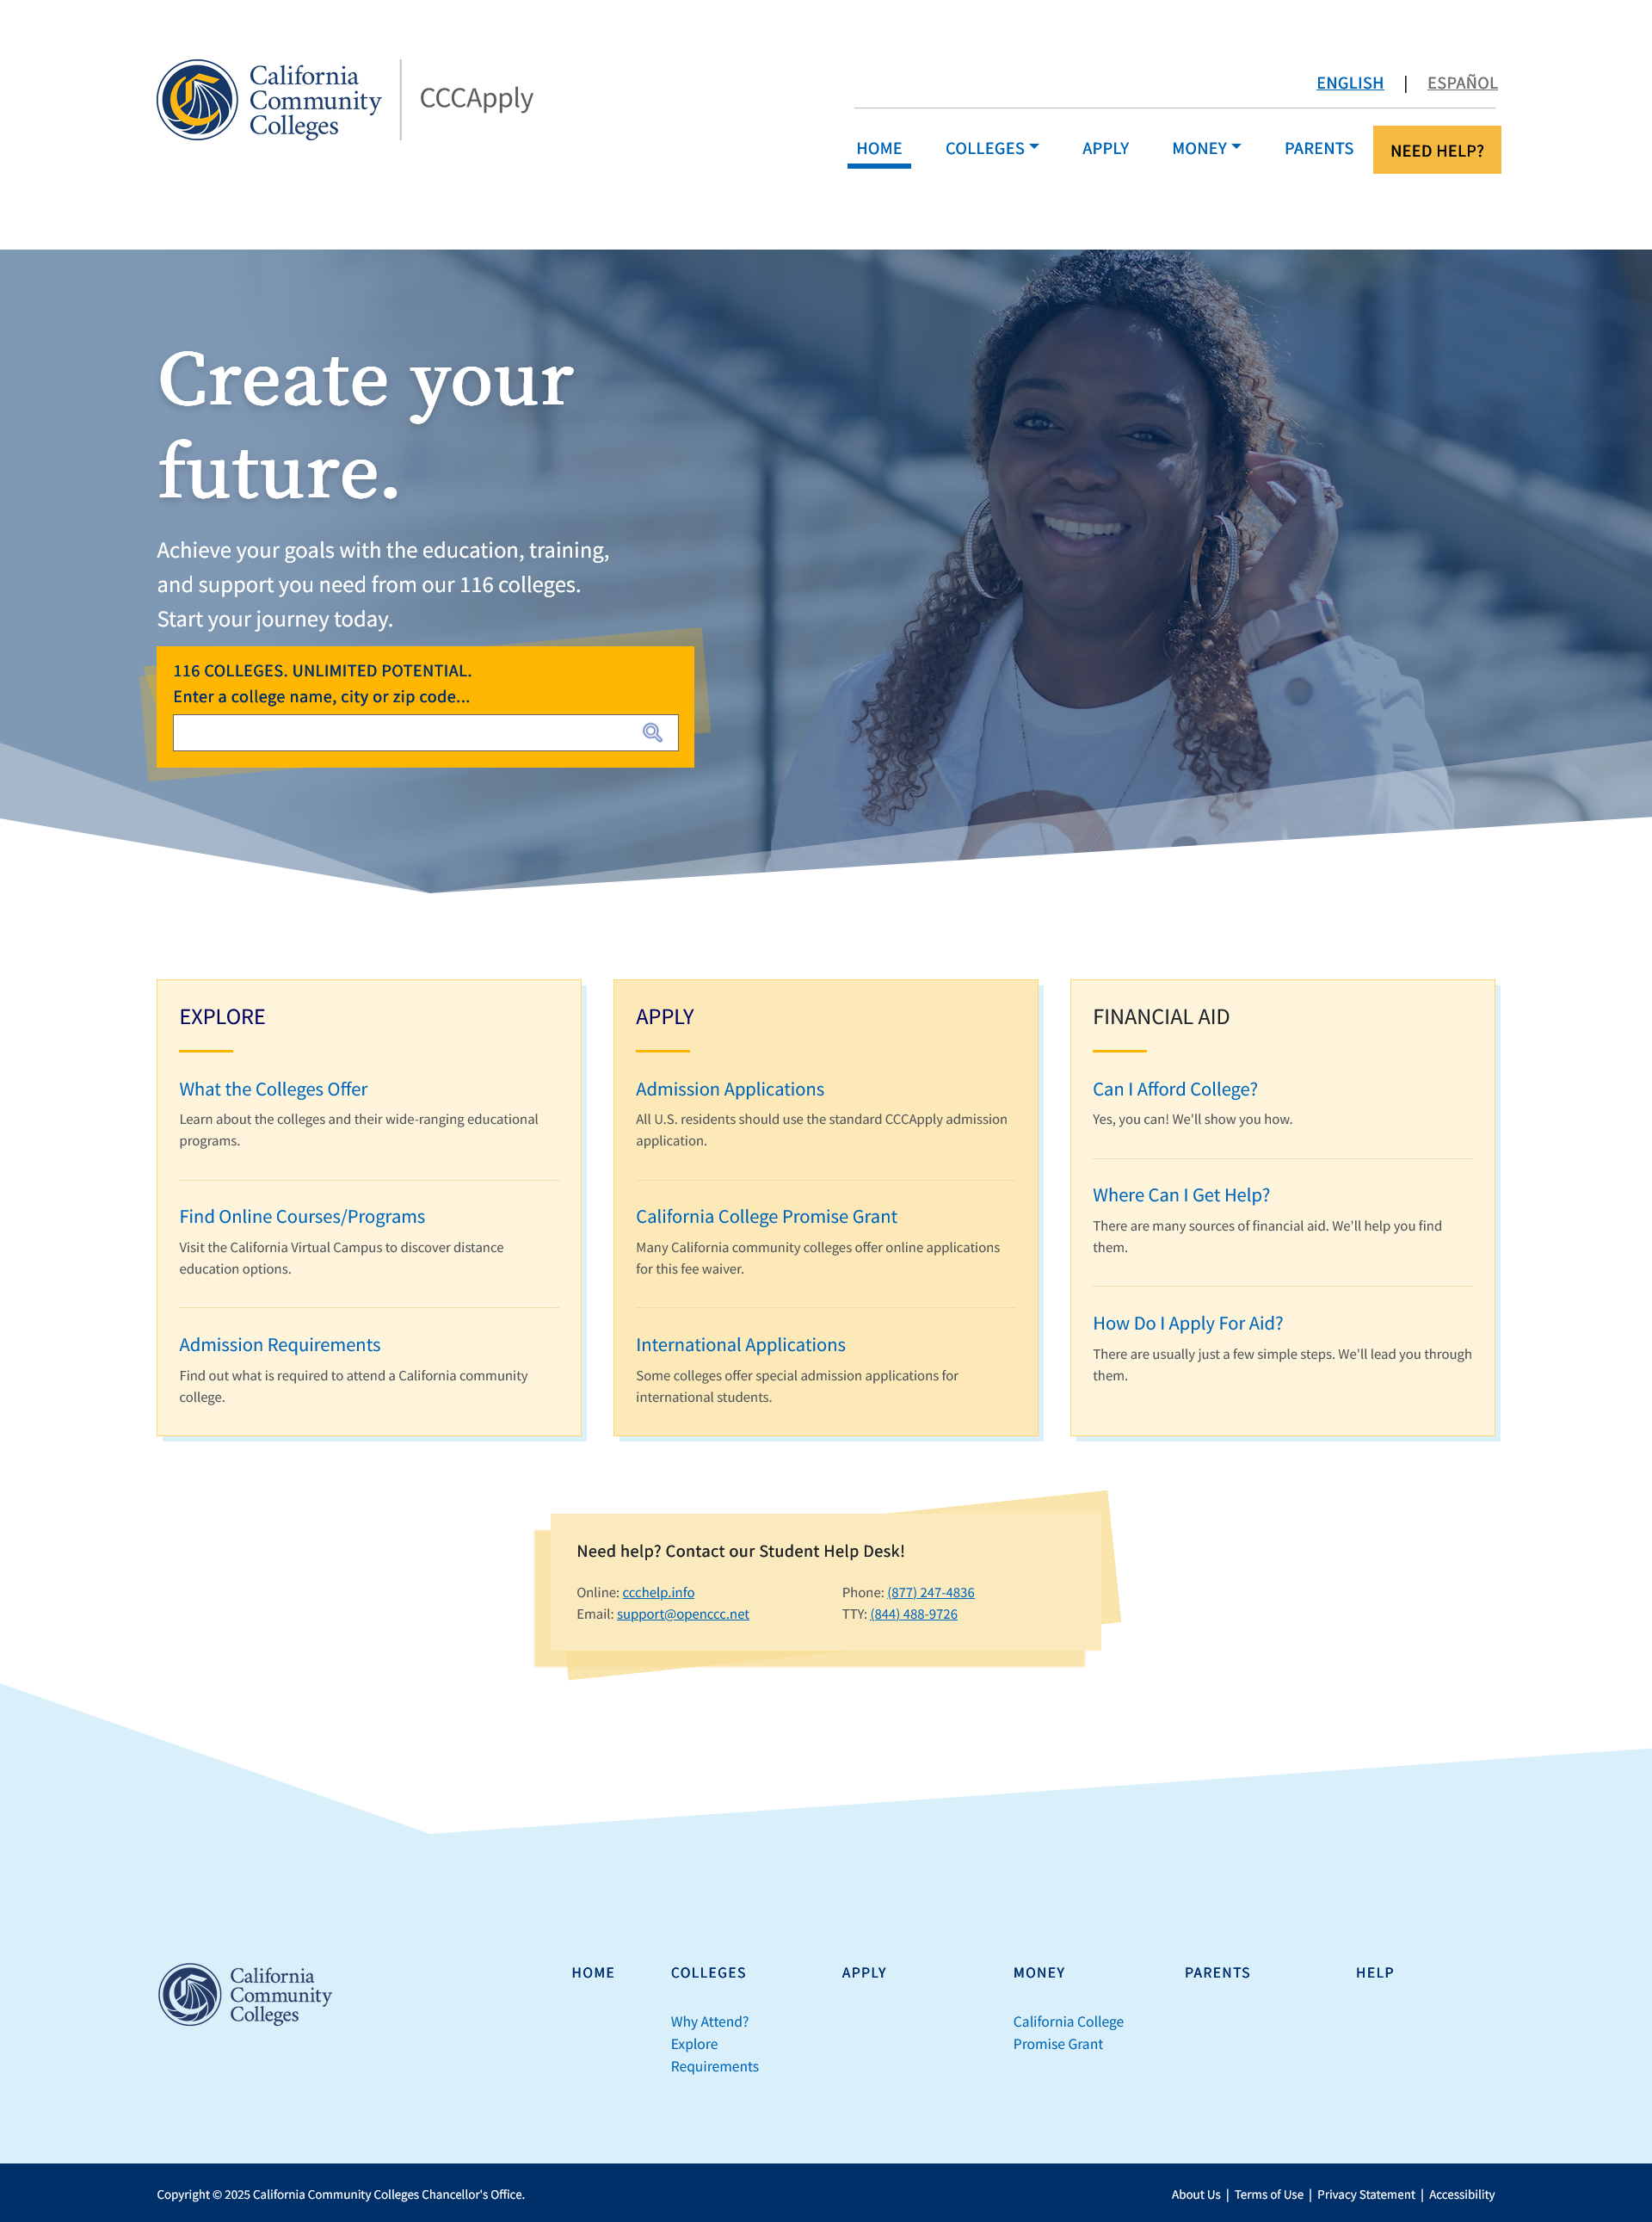 California
Community
Colleges
CCCApply
ENGLISH | ESPAÑOL
HOME COLLEGES APPLY MONEY PARENTS NEED HELP?
Create your
future.
Achieve your goals with the education, training,
and support you need from our 116 colleges.
Start your journey today.
116 COLLEGES. UNLIMITED POTENTIAL.
Enter a college name, city or zip code...
EXPLORE
What the Colleges Offer
Learn about the colleges and their wide-ranging educational
programs.
Find Online Courses/Programs
Visit the California Virtual Campus to discover distance
education options.
Admission Requirements
Find out what is required to attend a California community
college.
APPLY
Admission Applications
All U.S. residents should use the standard CCCApply admission
application.
California College Promise Grant
Many California community colleges offer online applications
for this fee waiver.
International Applications
Some colleges offer special admission applications for
international students.
FINANCIAL AID
Can I Afford College?
Yes, you can! We'll show you how.
Where Can I Get Help?
There are many sources of financial aid. We'll help you find
them.
How Do I Apply For Aid?
There are usually just a few simple steps. We'll lead you through
them.
Need help? Contact our Student Help Desk!
Online: ccchelp.info
Email: support@openccc.net
Phone: (877) 247-4836
TTY: (844) 488-9726
California
Community
Colleges
HOME
COLLEGES
Why Attend?
Explore
Requirements
APPLY
MONEY
California College
Promise Grant
PARENTS
HELP
Copyright © 2025 California Community Colleges Chancellor's Office.
About Us | Terms of Use | Privacy Statement | Accessibility